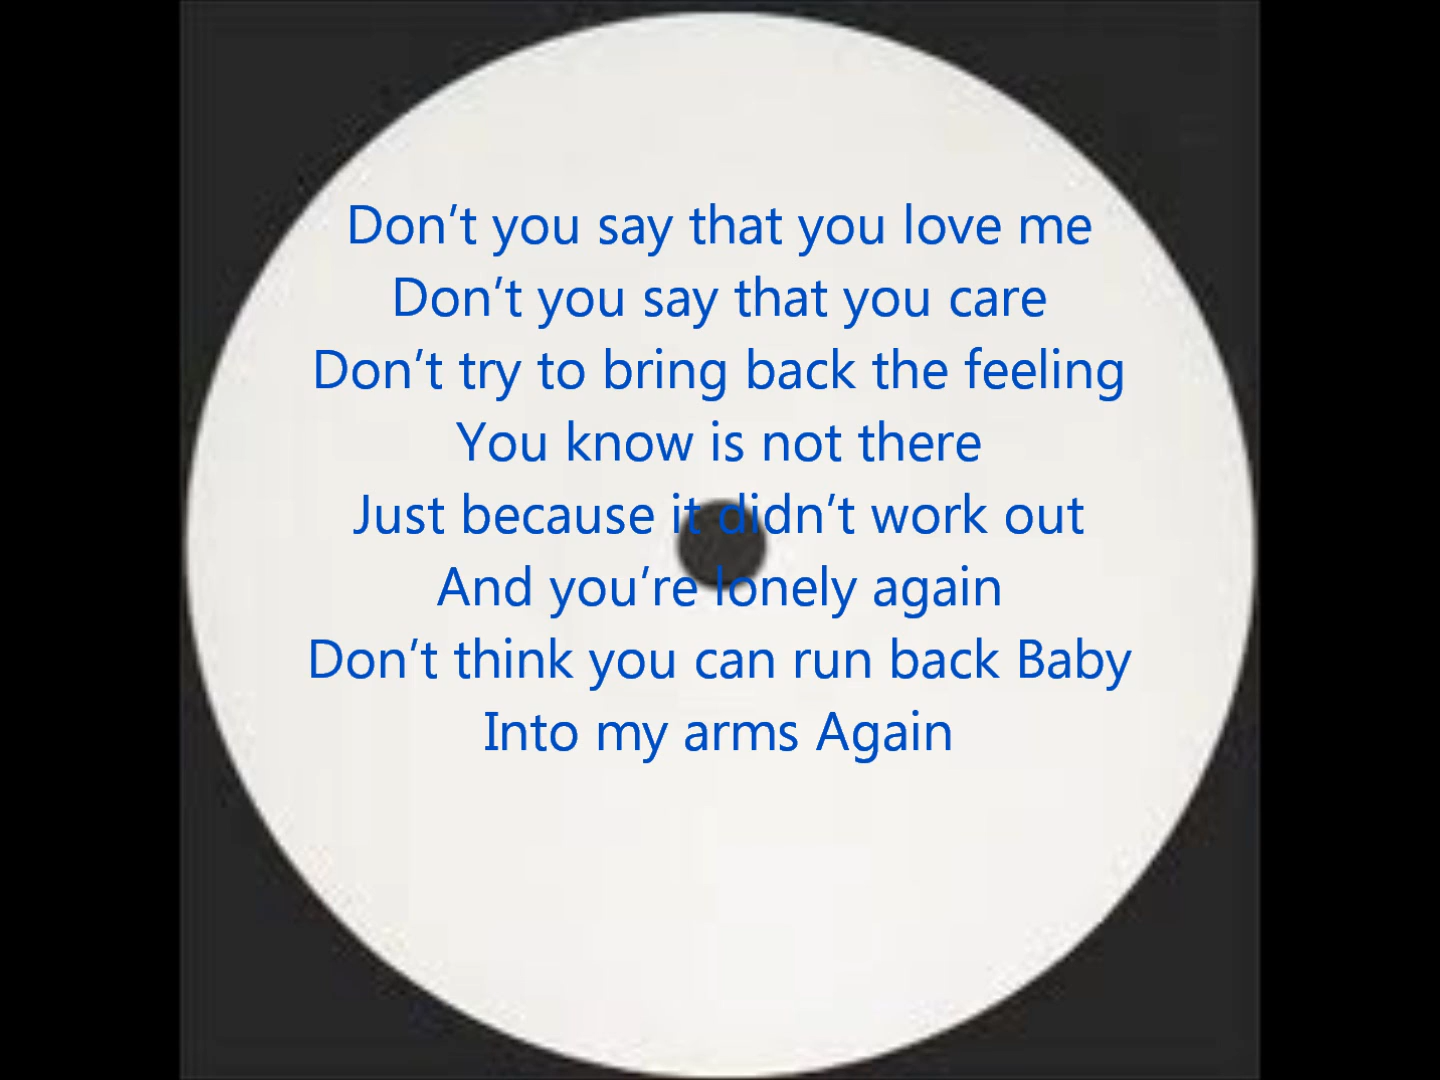 Don't you say that you love me
Don't you say that you care
Don't try to bring back the feeling
You know is not there
Just because it didn't work out
And you're lonely again
Don't think you can run back Baby
Into my arms Again